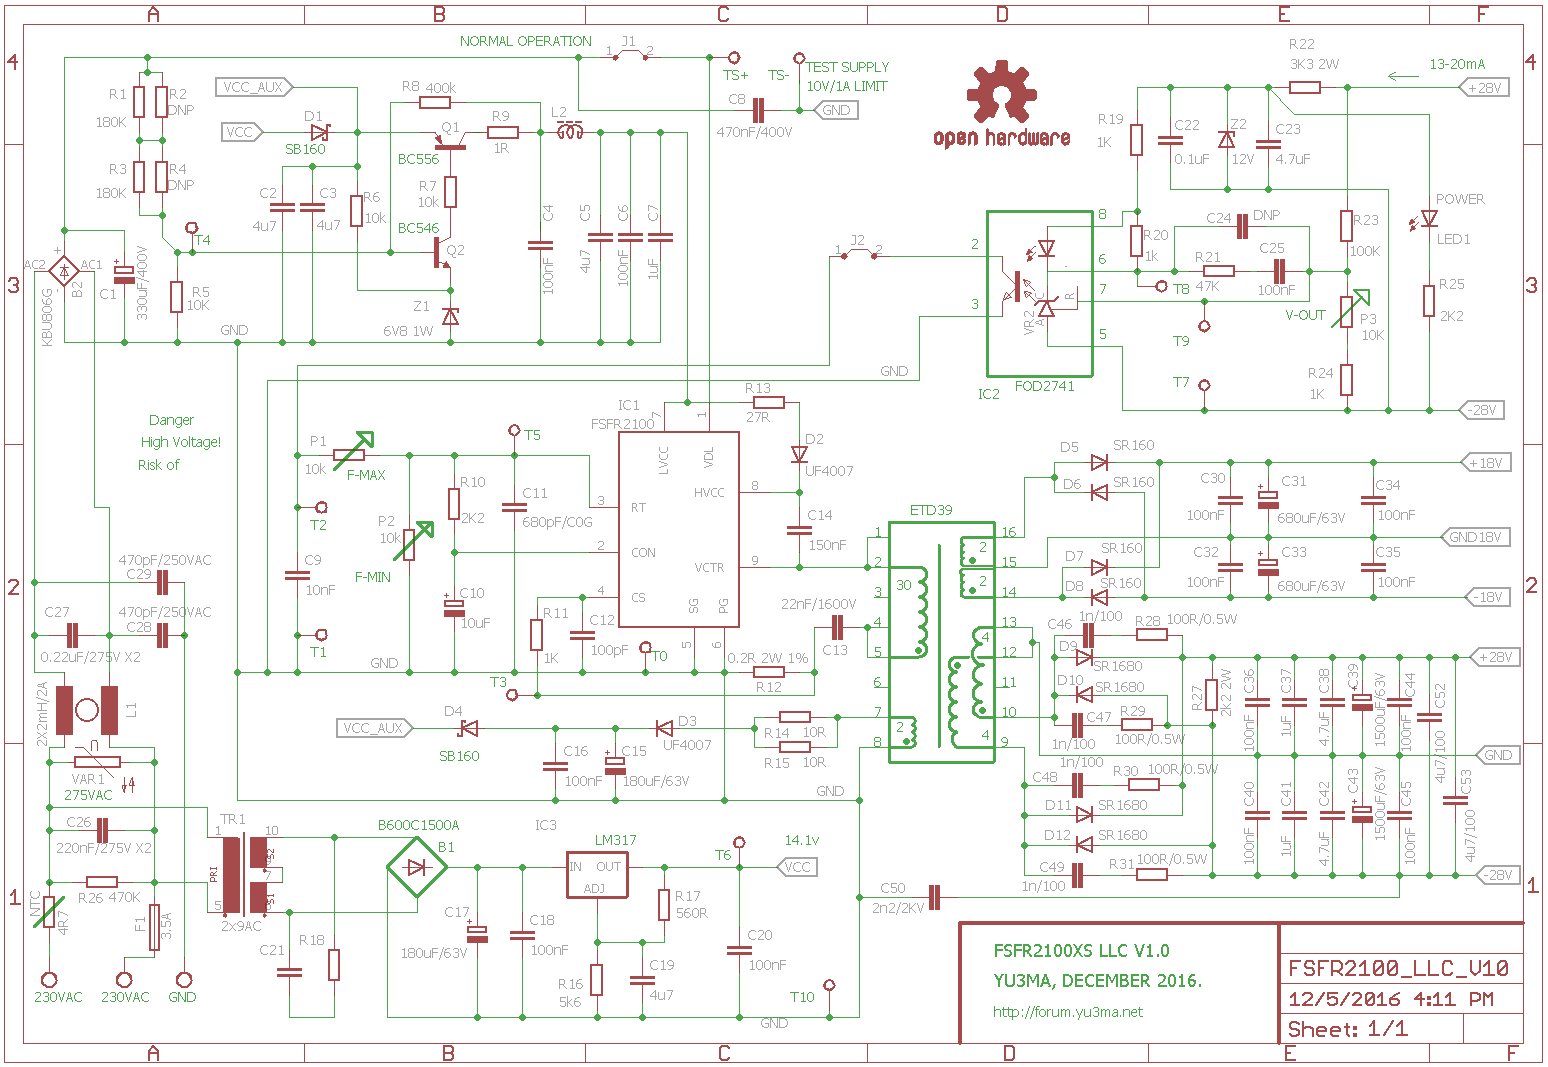 A B C D E F
4 4
3 3
2 2
1 1
NORMAL OPERATION
J1
1 2
TS+ TS-
TEST SUPPLY
10V/1A LIMIT
C8
470nF/400V
GND
open hardware
R22
3K3 2W
13-20mA
+28V
R1
180K
R2
DNP
R3
180K
R4
DNP
VCC_AUX
VCC
D1
SB160
R8 400k
Q1
BC556
R9
1R
L2
R7
10k
BC546
Q2
C2
4u7
C3
4u7
R6
10k
Z1
6V8 1W
C4
100nF
C5
4u7
C6
100nF
C7
1uF
T4
AC2 AC1
+
-
B2
KBU806G
C1
330uF/400V
R5
10K
GND
J2
1 2
R19
1K
C22
0.1uF
Z2
12V
C23
4.7uF
POWER
LED1
R20
1k
C24 DNP
R21
47K
C25
100nF
R23
100K
R25
2K2
T8
T9
T7
V-OUT
P3
10K
R24
1K
-28V
2
3
8
6
7
5
VR2
A C
R
IC2
FOD2741
GND
Danger
High Voltage!
Risk of
P1
10k
F-MAX
T5
T2
C9
10nF
T1
P2
10k
F-MIN
R10
2K2
C11
680pF/C0G
C10
10uF
GND
R11
1K
C12
100pF
T3
T0
IC1
FSFR2100
LVCC
VDL
HVCC
VCTR
RT
CON
CS
SG
PG
7 1
3
2
4
8
9
5 6
R13
27R
D2
UF4007
C14
150nF
22nF/1600V
C13
0.2R 2W 1%
R12
ETD39
1
2
3
4
5
6
7
8
16
15
14
13
12
11
10
9
30
2
2
2
4
4
D5
SR160
D6
SR160
D7
SR160
D8
SR160
C30
100nF
C31
680uF/63V
C34
100nF
C32
100nF
C33
680uF/63V
C35
100nF
+18V
GND18V
-18V
1n/100
C46
R28
100R/0.5W
D9
SR1680
D10
SR1680
C47
1n/100
R29
100R/0.5W
R27
2k2 2W
C36
100nF
C37
1uF
C38
4.7uF
C39
1500uF/63V
C44
100nF
C52
4u7/100
+28V
GND
1n/100
C48
R30
100R/0.5W
D11
SR1680
D12
SR1680
C49
1n/100
R31
100R/0.5W
C40
100nF
C41
1uF
C42
4.7uF
C43
1500uF/63V
C45
100nF
C53
4u7/100
-28V
470pF/250VAC
C29
470pF/250VAC
C28
C27
0.22uF/275V X2
2X2mH/2A
L1
VAR1
275VAC
C26
220nF/275V X2
R26 470K
NTC
4R7
F1
3.5A
230VAC
230VAC
GND
VCC_AUX
D4
SB160
D3
UF4007
C16
100nF
C15
180uF/63V
R14
10R
R15
10R
GND
TR1
1
5
10
7
PRI
S2
S1
2x9AC
C21
R18
B600C1500A
B1
C17
180uF/63V
C18
100nF
IC3
LM317
IN OUT
ADJ
R17
560R
R16
5k6
C19
4u7
T6
14.1v
VCC
C20
100nF
T10
GND
C50
2n2/2KV
FSFR2100XS LLC V1.0
YU3MA, DECEMBER 2016.
http://forum.yu3ma.net
FSFR2100_LLC_V10
12/5/2016 4:11 PM
Sheet: 1/1
A B C D E F